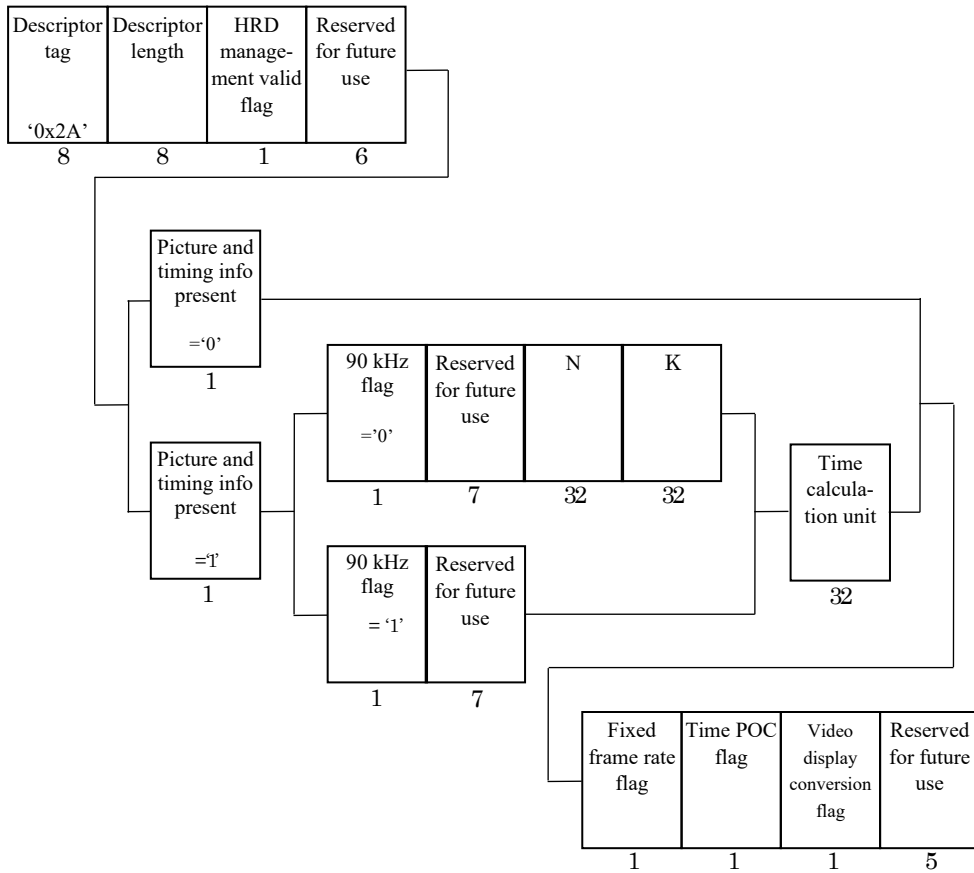 Descriptor
tag
‘0x2A’
8
Descriptor
length
8
HRD
manage-
ment valid
flag
1
Reserved
for future
use
6
Picture and
timing info
present
=‘0’
1
Picture and
timing info
present
=‘1’
1
90 kHz
flag
=’0’
1
Reserved
for future
use
7
N
32
K
32
90 kHz
flag
= ‘1’
1
Reserved
for future
use
7
Time
calcula-
tion unit
32
Fixed
frame rate
flag
1
Time POC
flag
1
Video
display
conversion
flag
1
Reserved
for future
use
5